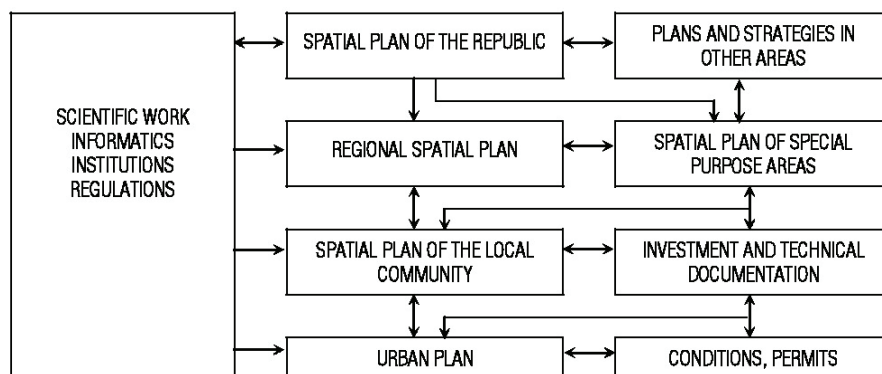 SPATIAL PLAN OF THE REPUBLIC
PLANS AND STRATEGIES IN
OTHER AREAS
SCIENTIFIC WORK
INFORMATICS
INSTITUTIONS
REGULATIONS
REGIONAL SPATIAL PLAN
SPATIAL PLAN OF SPECIAL
PURPOSE AREAS
SPATIAL PLAN OF THE LOCAL
COMMUNITY
INVESTMENT AND TECHNICAL
DOCUMENTATION
URBAN PLAN
CONDITIONS, PERMITS